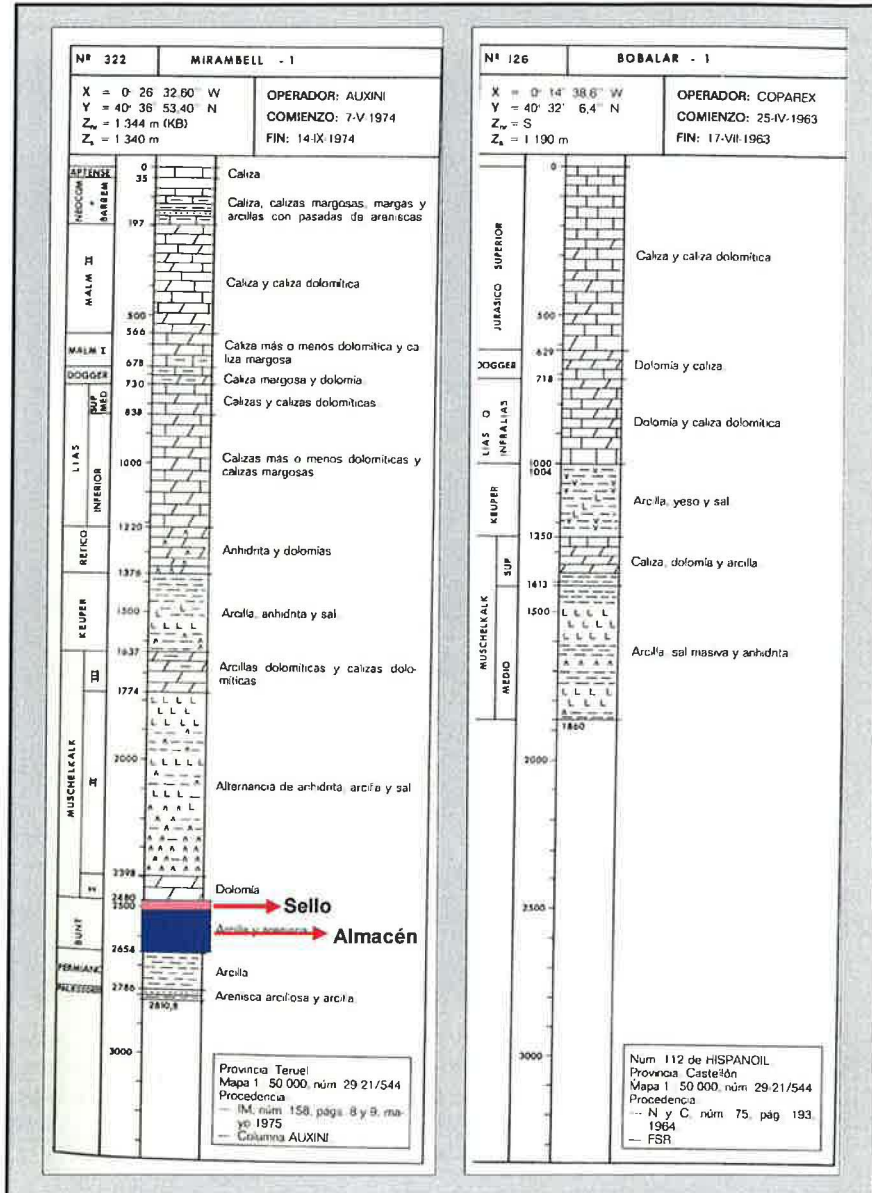 Nº 322 MIRAMBELL - 1
X = 0° 26' 32,60" W
Y = 40° 36' 53,40" N
Z = 1 344 m (KB)
Zs = 1 340 m
OPERADOR: AUXINI
COMIENZO: 7-V-1974
FIN: 14-IX-1974
0
APTENSE
Caliza
35
NEOCOM + BARREM
Caliza, calizas margosas, margas y
arcillas con pasadas de areniscas
197
MALM II
Caliza y caliza dolomítica
500
566
MALM I
Caliza más o menos dolomítica y ca
liza margosa
678
DOGGER
Caliza margosa y dolomia
730
LIAS
SUP MED
Calizas y calizas dolomíticas
838
INFERIOR
Calizas más o menos dolomíticas y
calizas margosas
1000
1220
RETICO
Anhidrita y dolomías
1376
KEUPER
Arcilla, anhidrita y sal
1500
1637
MUSCHELKALK
III
Arcillas dolomíticas y calizas dolo-
míticas
1774
2000
II
Alternancia de anhidrita, arcilla y sal
2398
I
Dolomía
2480
2500
Sello
BUNT
Arcilla y arenisca
Almacén
2654
PERMIANO
Arcilla
2786
Arenisca arcillosa y arcilla
2810,8
3000
Provincia Teruel
Mapa 1 50 000, núm 29-21/544
Procedencia
— IM, núm 158, págs 8 y 9, ma-
yo 1975
— Columna AUXINI
Nº 126 BOBALAR - 1
X = 0° 14' 38,6" W
Y = 40° 32' 6,4" N
Z = S
Zs = 1 190 m
OPERADOR: COPAREX
COMIENZO: 25-IV-1963
FIN: 17-VII-1963
0
JURASICO SUPERIOR
Caliza y caliza dolomítica
500
629
DOGGER
Dolomía y caliza
718
LIAS O INFRALIAS
Dolomía y caliza dolomítica
1000
1004
KEUPER
Arcilla, yeso y sal
1250
MUSCHELKALK
SUP
Caliza, dolomía y arcilla
1413
1500
MEDIO
Arcilla sal masiva y anhidrita
1860
2000
2500
3000
Num 112 de HISPANOIL
Provincia Castellón
Mapa 1 50 000, núm 29-21/544
Procedencia
— N y C, núm 75, pág 193,
1964
— FSR